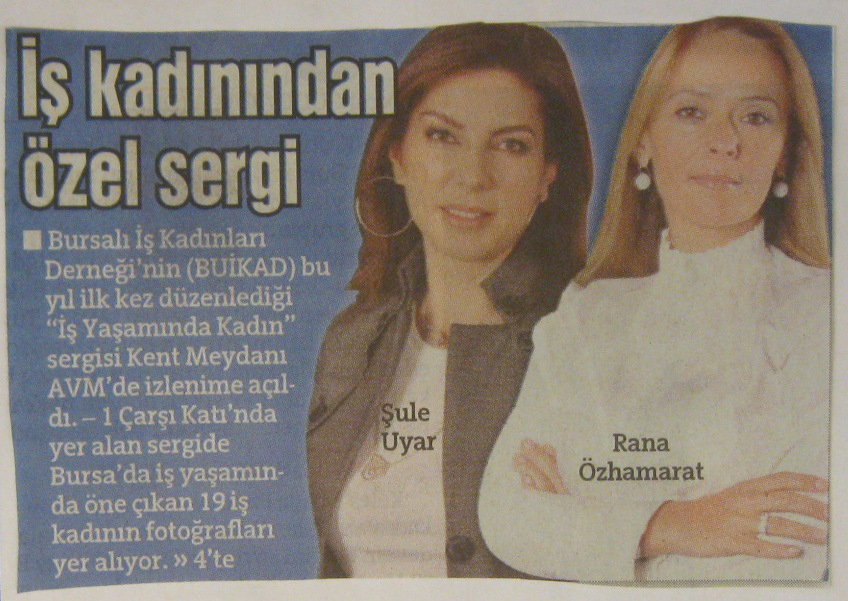 İş kadınından
özel sergi
Bursalı İş Kadınları
Derneği'nin (BUİKAD) bu
yıl ilk kez düzenlediği
“İş Yaşamında Kadın”
sergisi Kent Meydanı
AVM'de izlenime açıl-
dı. – 1 Çarşı Katı'nda
yer alan sergide
Bursa'da iş yaşamın-
da öne çıkan 19 iş
kadının fotoğrafları
yer alıyor. » 4'te
Şule
Uyar
Rana
Özhamarat